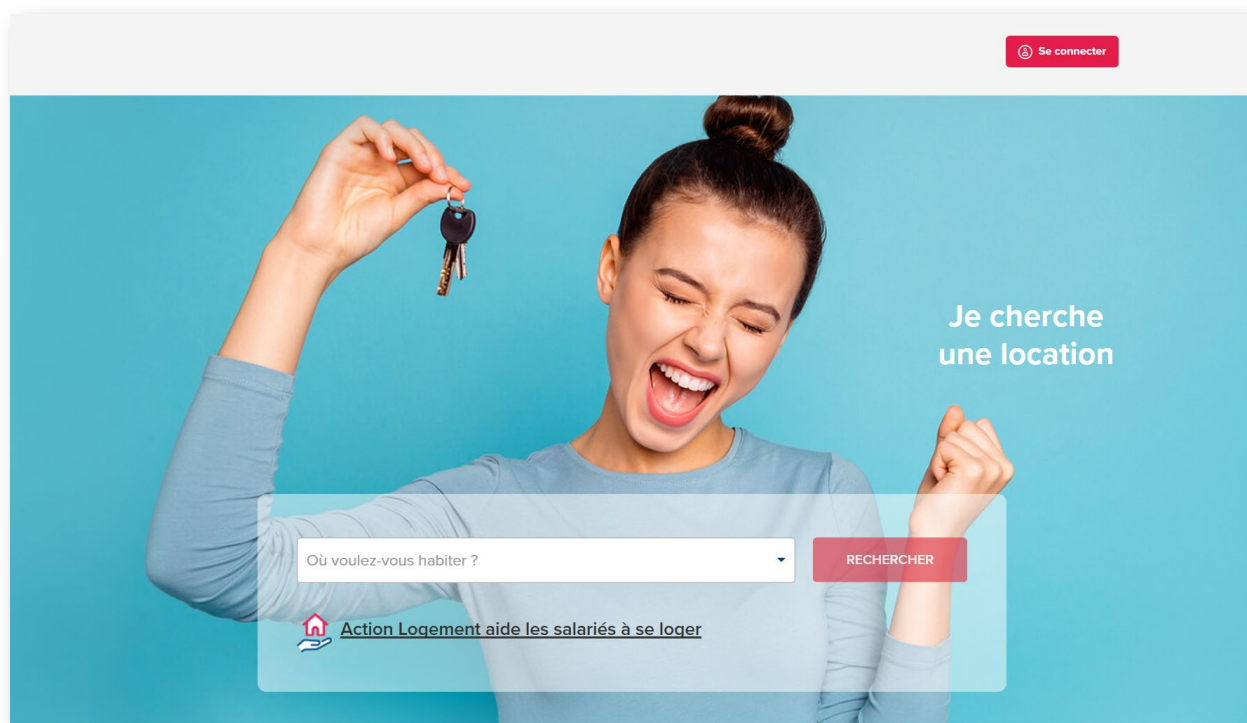 Se connecter
Je cherche
une location
Où voulez-vous habiter ?
RECHERCHER
Action Logement aide les salariés à se loger